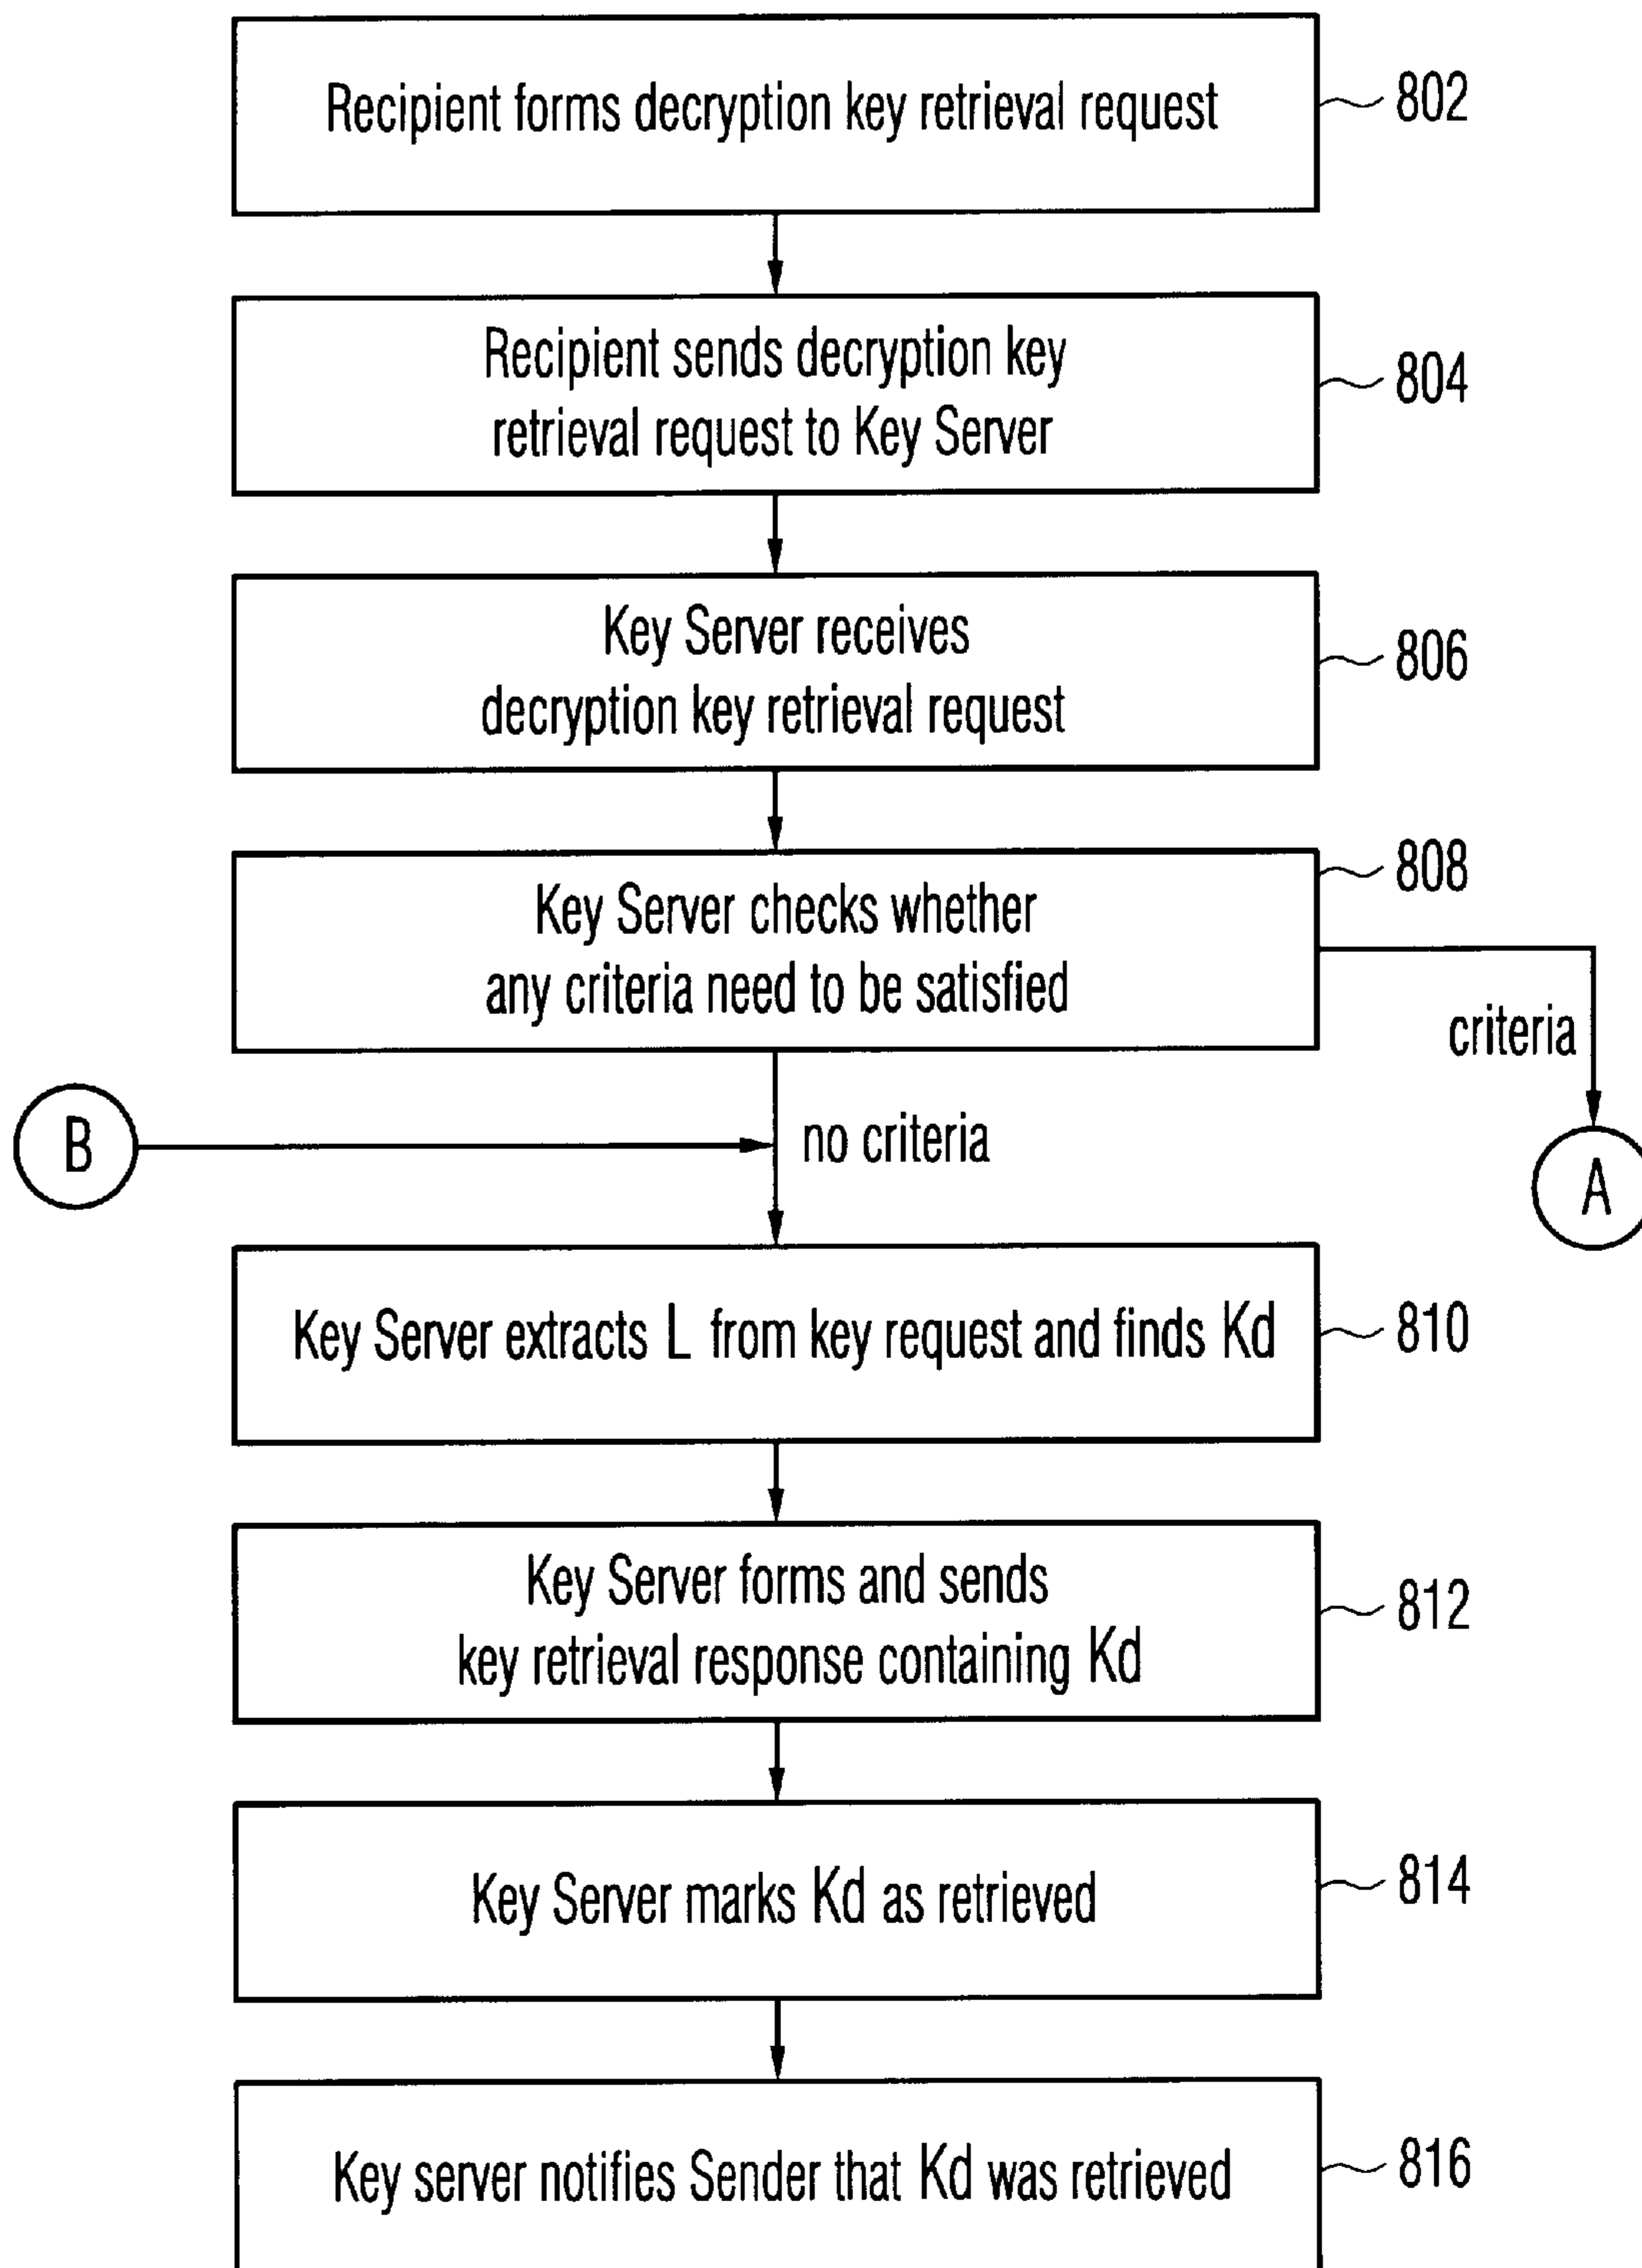 Recipient forms decryption key retrieval request
802
Recipient sends decryption key
retrieval request to Key Server
804
Key Server receives
decryption key retrieval request
806
Key Server checks whether
any criteria need to be satisfied
808
criteria
A
B
no criteria
Key Server extracts L from key request and finds Kd
810
Key Server forms and sends
key retrieval response containing Kd
812
Key Server marks Kd as retrieved
814
Key server notifies Sender that Kd was retrieved
816